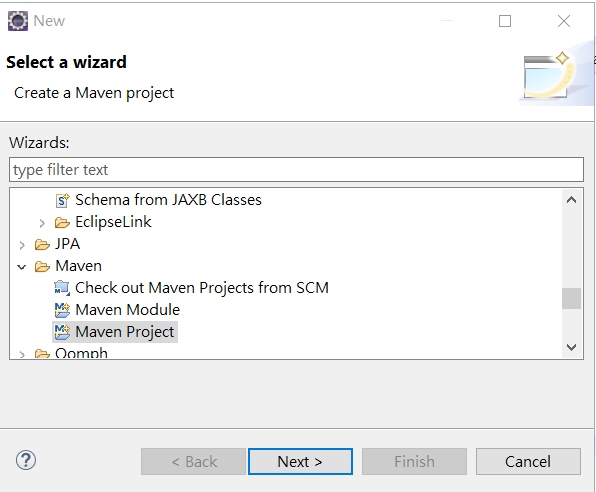 New
Select a wizard
Create a Maven project
Wizards:
type filter text
Schema from JAXB Classes
EclipseLink
JPA
Maven
Check out Maven Projects from SCM
Maven Module
Maven Project
Oomph
< Back
Next >
Finish
Cancel